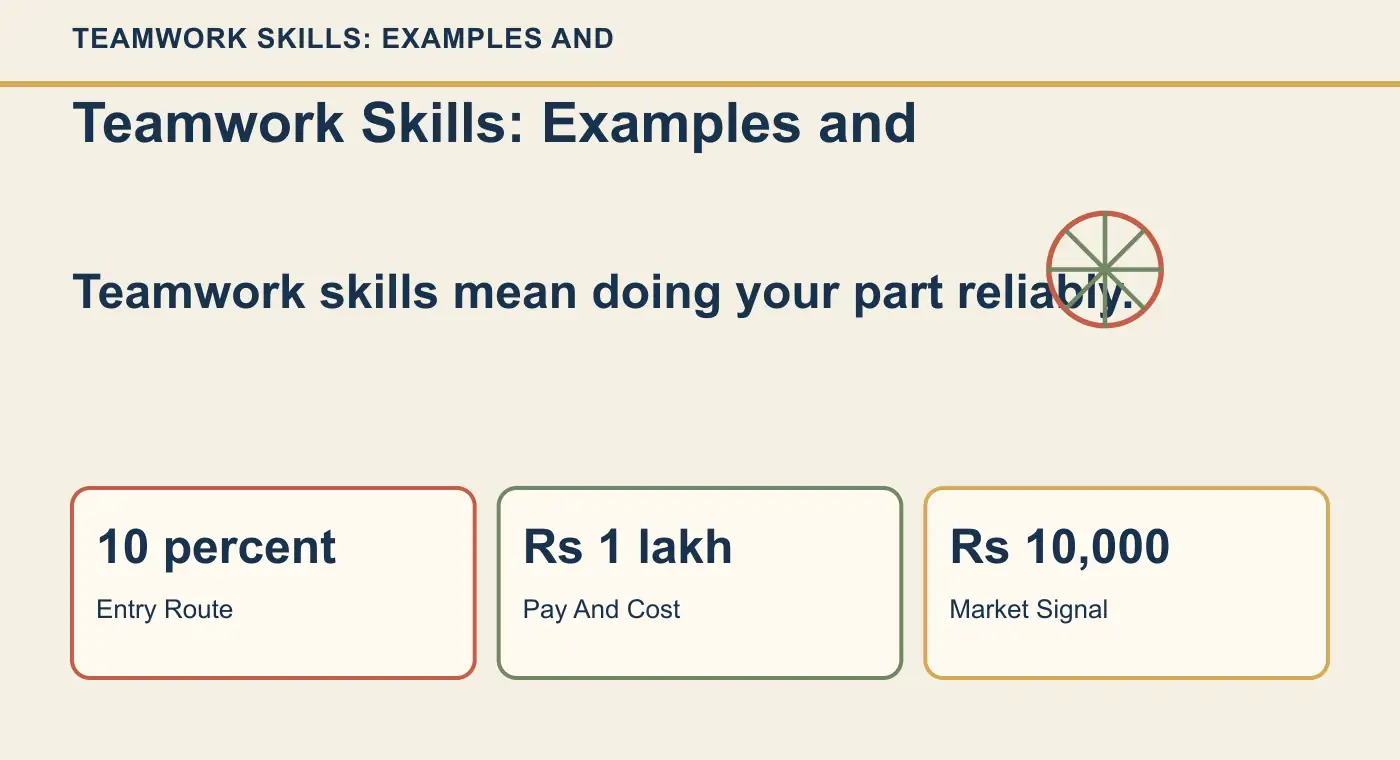 TEAMWORK SKILLS: EXAMPLES AND
Teamwork Skills: Examples and
Teamwork skills mean doing your part reliably.
10 percent
Entry Route
Rs 1 lakh
Pay And Cost
Rs 10,000
Market Signal